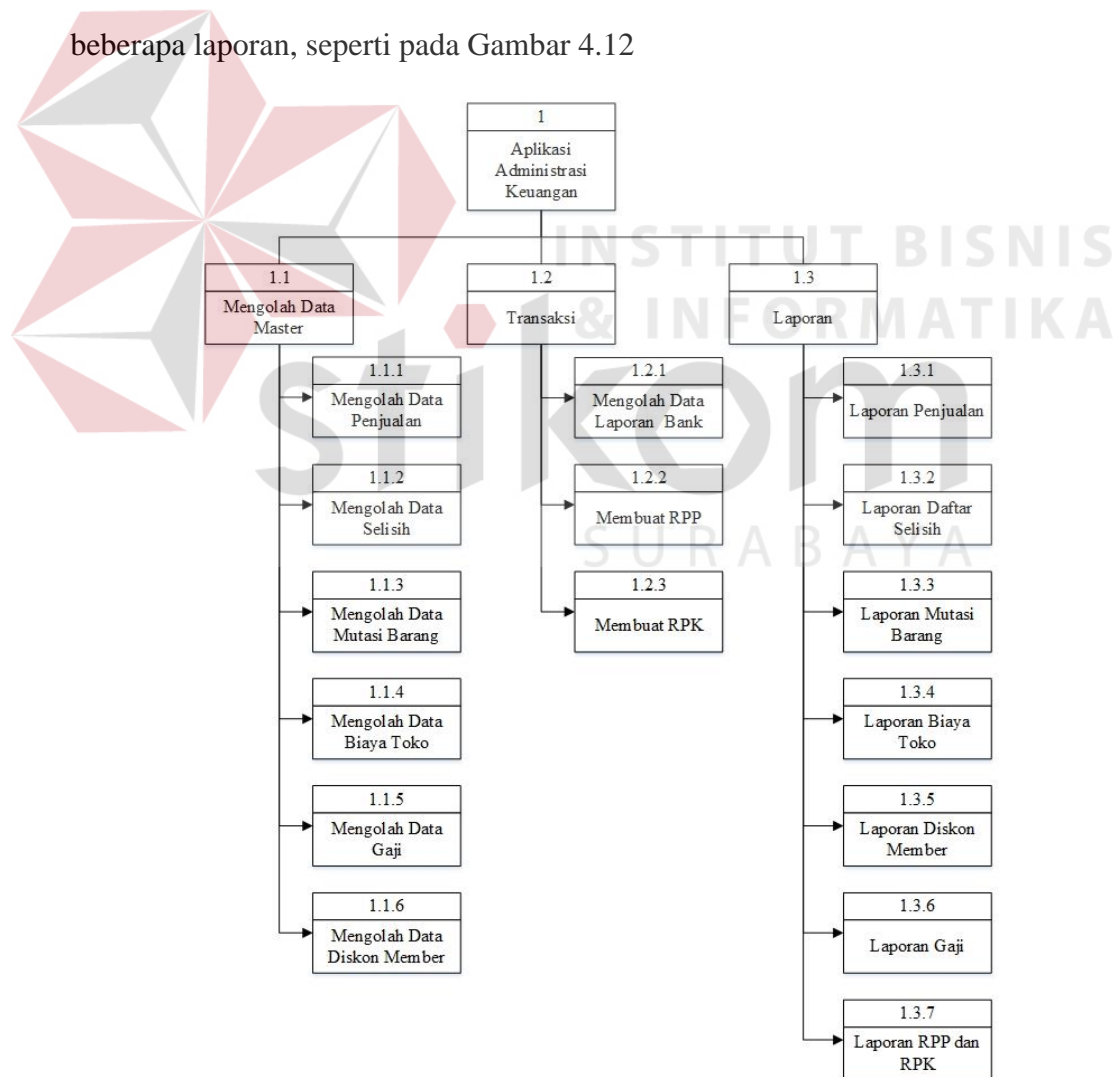 beberapa laporan, seperti pada Gambar 4.12
1
Aplikasi
Administrasi
Keuangan
INSTITUT BISNIS
& INFORMATIKA
stikom
SURABAYA
1.1
Mengolah Data
Master
1.2
Transaksi
1.3
Laporan
1.1.1
Mengolah Data
Penjualan
1.1.2
Mengolah Data
Selisih
1.1.3
Mengolah Data
Mutasi Barang
1.1.4
Mengolah Data
Biaya Toko
1.1.5
Mengolah Data
Gaji
1.1.6
Mengolah Data
Diskon Member
1.2.1
Mengolah Data
Laporan Bank
1.2.2
Membuat RPP
1.2.3
Membuat RPK
1.3.1
Laporan Penjualan
1.3.2
Laporan Daftar
Selisih
1.3.3
Laporan Mutasi
Barang
1.3.4
Laporan Biaya
Toko
1.3.5
Laporan Diskon
Member
1.3.6
Laporan Gaji
1.3.7
Laporan RPP dan
RPK